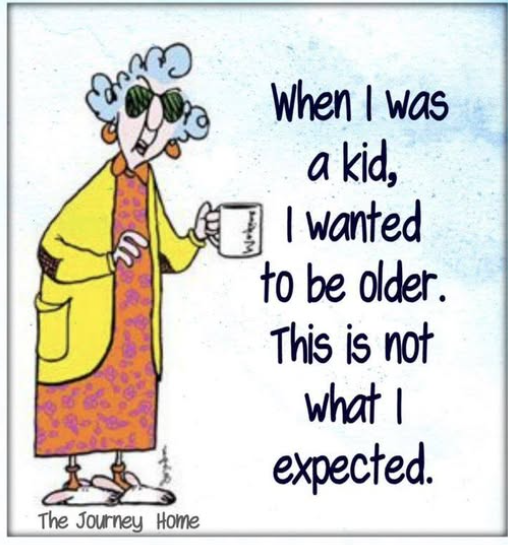 When I was
a kid,
I wanted
to be older.
This is not
what I
expected.
The Journey Home